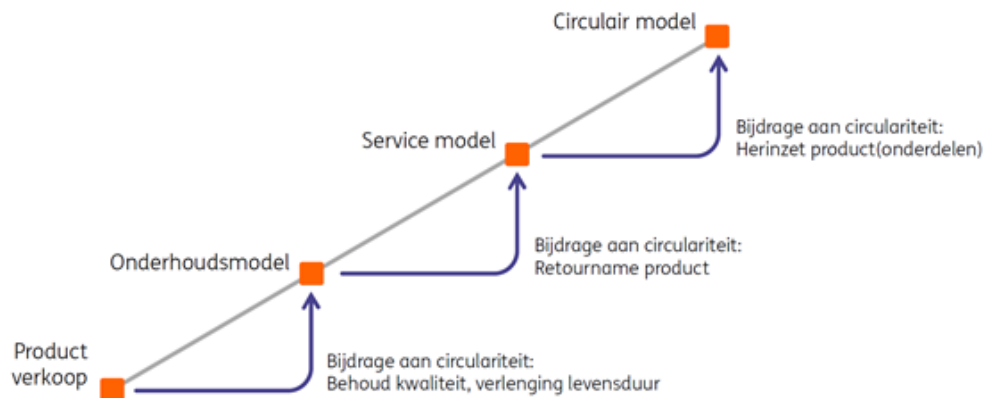 Circulair model
Bijdrage aan circulariteit:
Herinzet product(onderdelen)
Service model
Bijdrage aan circulariteit:
Retourname product
Onderhoudsmodel
Bijdrage aan circulariteit:
Behoud kwaliteit, verlenging levensduur
Product
verkoop